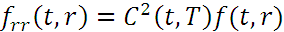 f_{rr}(t,r) = C^2(t,T)f(t,r)